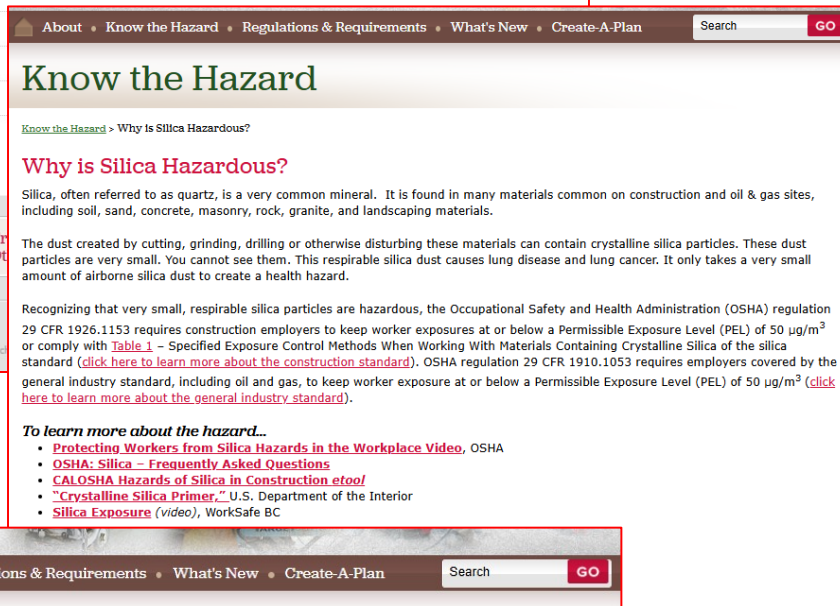 About • Know the Hazard • Regulations & Requirements • What's New • Create-A-Plan Search GO
Know the Hazard
Know the Hazard > Why is Silica Hazardous?
Why is Silica Hazardous?
Silica, often referred to as quartz, is a very common mineral. It is found in many materials common on construction and oil & gas sites,
including soil, sand, concrete, masonry, rock, granite, and landscaping materials.
The dust created by cutting, grinding, drilling or otherwise disturbing these materials can contain crystalline silica particles. These dust
particles are very small. You cannot see them. This respirable silica dust causes lung disease and lung cancer. It only takes a very small
amount of airborne silica dust to create a health hazard.
Recognizing that very small, respirable silica particles are hazardous, the Occupational Safety and Health Administration (OSHA) regulation
29 CFR 1926.1153 requires construction employers to keep worker exposures at or below a Permissible Exposure Level (PEL) of 50 µg/m³
or comply with Table 1 – Specified Exposure Control Methods When Working With Materials Containing Crystalline Silica of the silica
standard (click here to learn more about the construction standard). OSHA regulation 29 CFR 1910.1053 requires employers covered by the
general industry standard, including oil and gas, to keep worker exposure at or below a Permissible Exposure Level (PEL) of 50 µg/m³ (click
here to learn more about the general industry standard).
To learn more about the hazard...
• Protecting Workers from Silica Hazards in the Workplace Video, OSHA
• OSHA: Silica – Frequently Asked Questions
• CALOSHA Hazards of Silica in Construction etool
• "Crystalline Silica Primer," U.S. Department of the Interior
• Silica Exposure (video), WorkSafe BC
ons & Requirements • What's New • Create-A-Plan Search GO